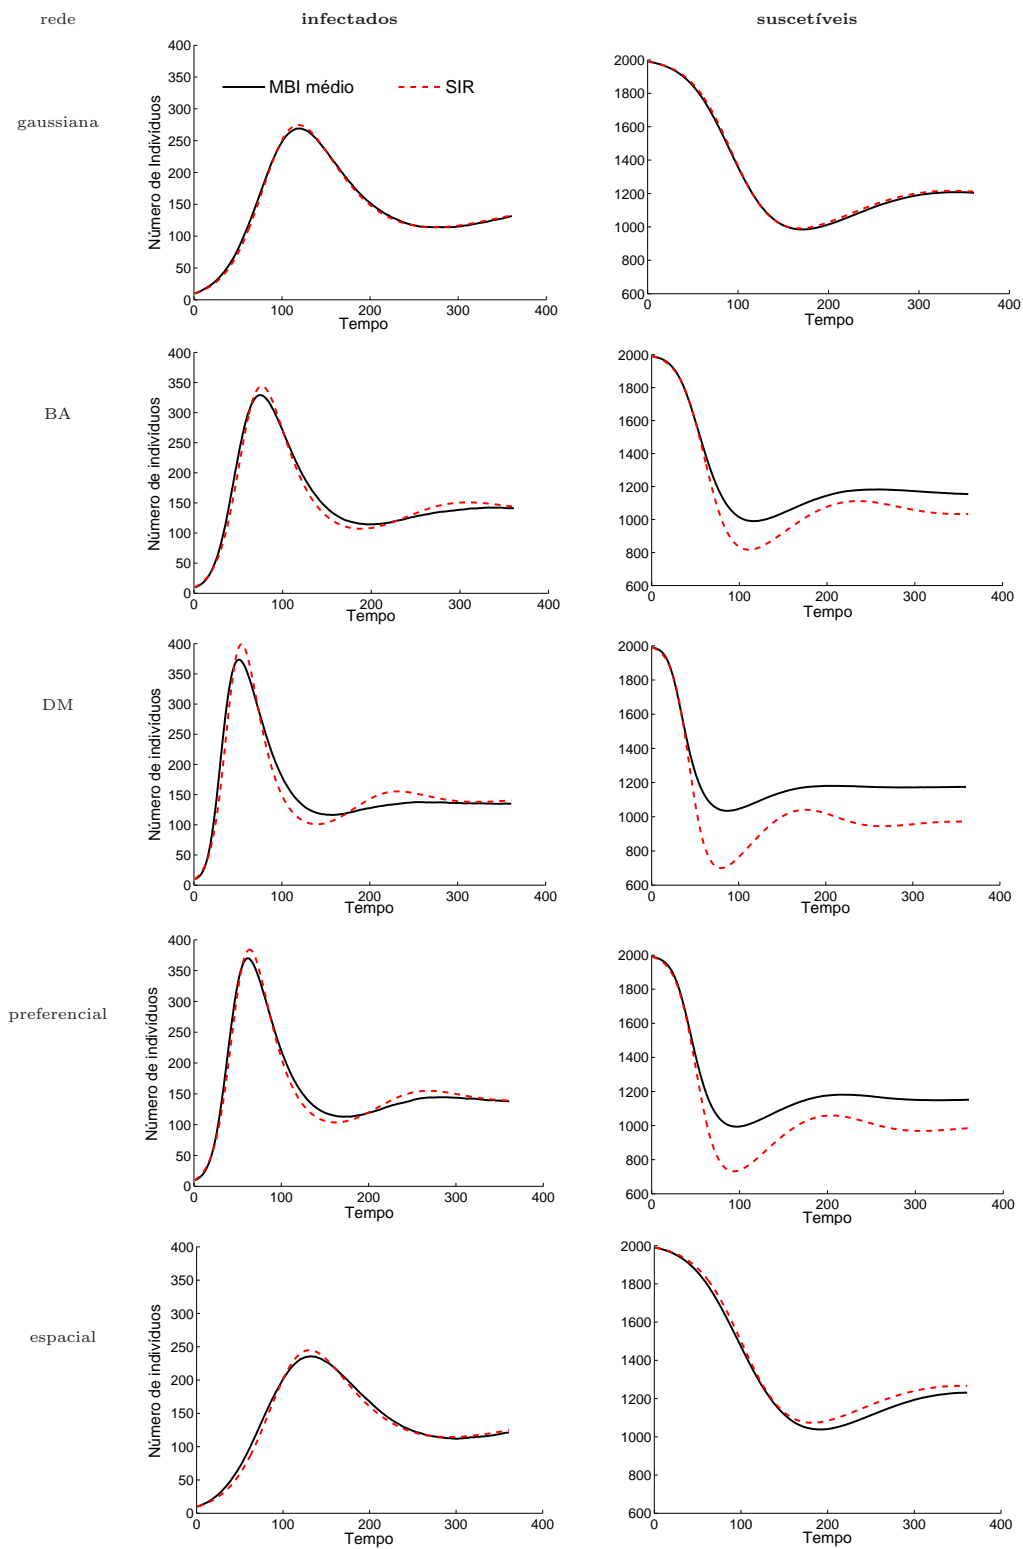 rede infectados suscetíveis
gaussiana
Número de Indivíduos
400
350
300
250
200
150
100
50
0
MBI médio SIR
0 100 200 300 400
Tempo
2000
1800
1600
1400
1200
1000
800
600
0 100 200 300 400
Tempo
BA
Número de indivíduos
400
350
300
250
200
150
100
50
0
0 100 200 300 400
Tempo
2000
1800
1600
1400
1200
1000
800
600
0 100 200 300 400
Tempo
DM
Número de indivíduos
400
350
300
250
200
150
100
50
0
0 100 200 300 400
Tempo
2000
1800
1600
1400
1200
1000
800
600
0 100 200 300 400
Tempo
preferencial
Número de indivíduos
400
350
300
250
200
150
100
50
0
0 100 200 300 400
Tempo
2000
1800
1600
1400
1200
1000
800
600
0 100 200 300 400
Tempo
espacial
Número de indivíduos
400
350
300
250
200
150
100
50
0
0 100 200 300 400
Tempo
2000
1800
1600
1400
1200
1000
800
600
0 100 200 300 400
Tempo